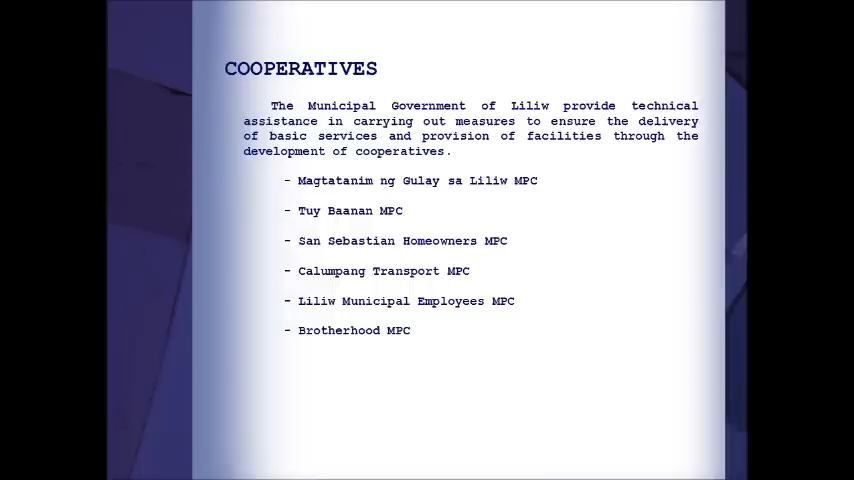 COOPERATIVES
The Municipal Government of Liliw provide technical
assistance in carrying out measures to ensure the delivery
of basic services and provision of facilities through the
development of cooperatives.
- Magtatanim ng Gulay sa Liliw MPC
- Tuy Baanan MPC
- San Sebastian Homeowners MPC
- Calumpang Transport MPC
- Liliw Municipal Employees MPC
- Brotherhood MPC